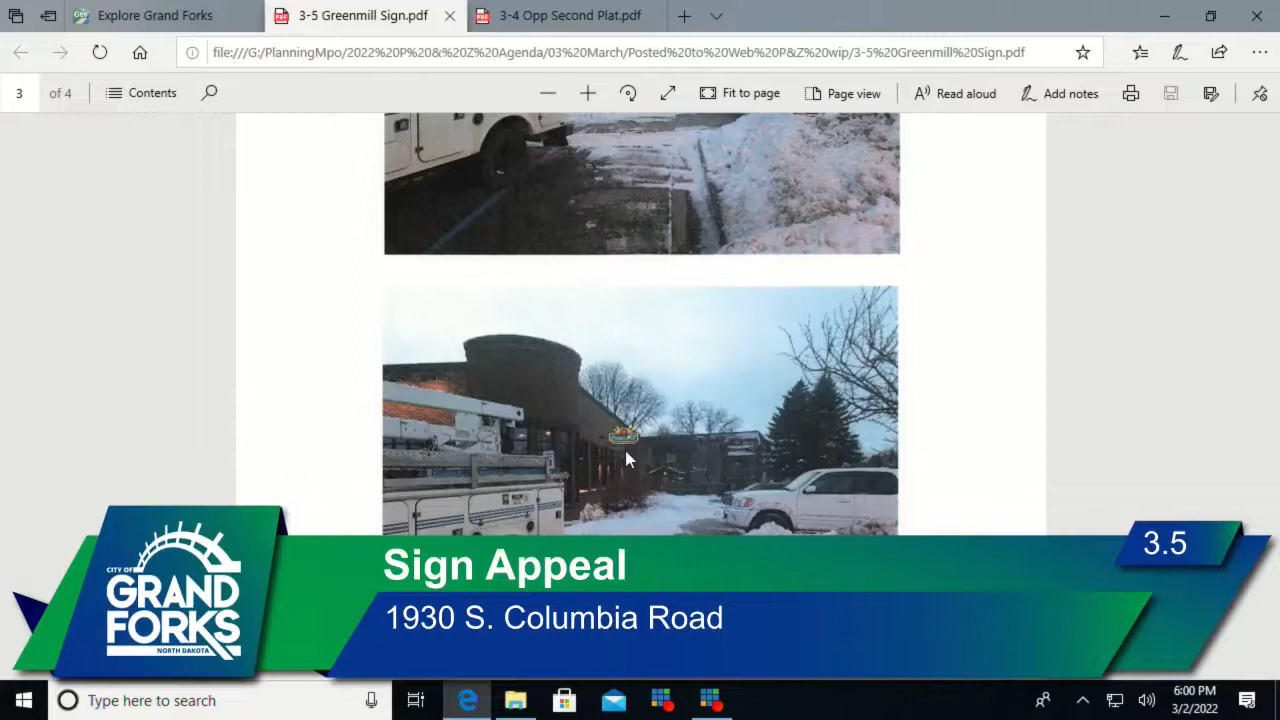 Explore Grand Forks
3-5 Greenmill Sign.pdf
3-4 Opp Second Plat.pdf
file:///G:/PlanningMpo/2022%20P%20&%20Z%20Agenda/03%20March/Posted%20to%20Web%20P&Z%20wip/3-5%20Greenmill%20Sign.pdf
3 of 4
Contents
Fit to page
Page view
Read aloud
Add notes
3.5
Sign Appeal
1930 S. Columbia Road
CITY OF
GRAND
FORKS
NORTH DAKOTA
Type here to search
6:00 PM
3/2/2022